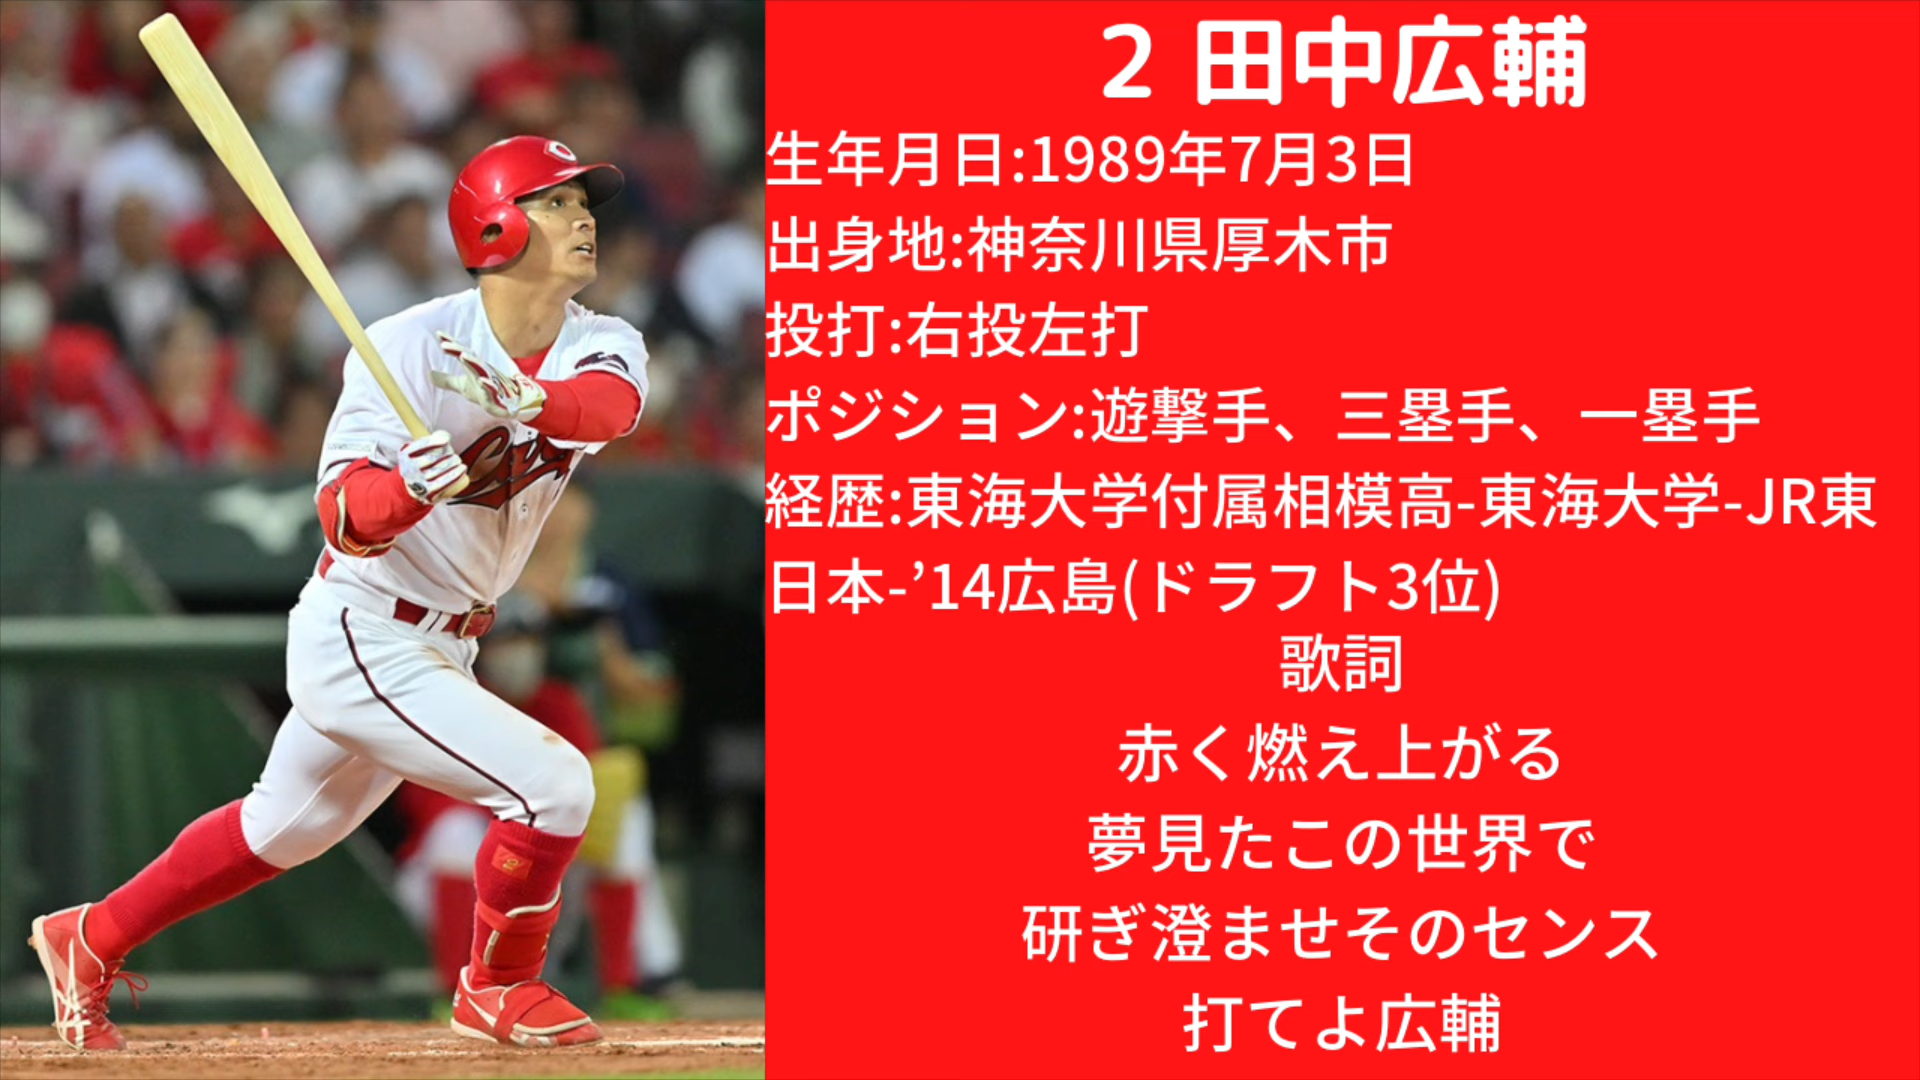 2 田中広輔
生年月日:1989年7月3日
出身地:神奈川県厚木市
投打:右投左打
ポジション:遊撃手、三塁手、一塁手
経歴:東海大学付属相模高-東海大学-JR東
日本-’14広島(ドラフト3位)
歌詞
赤く燃え上がる
夢見たこの世界で
研ぎ澄ませそのセンス
打てよ広輔